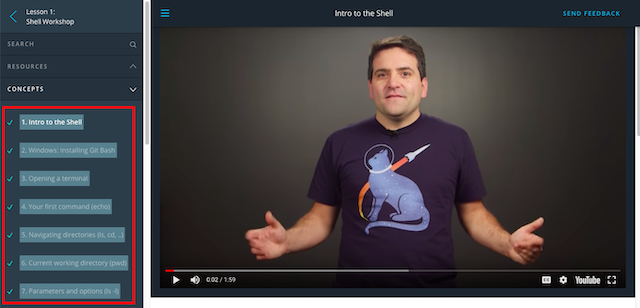 Lesson 1:
Shell Workshop
SEARCH
RESOURCES
CONCEPTS
1. Intro to the Shell
2. Windows: Installing Git Bash
3. Opening a terminal
4. Your first command (echo)
5. Navigating directories (ls, cd, ..)
6. Current working directory (pwd)
7. Parameters and options (ls -l)
Intro to the Shell
SEND FEEDBACK
0:02 / 1:59
CC
YouTube